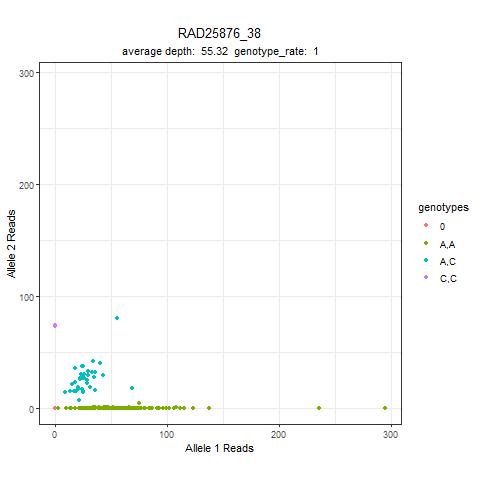 RAD25876_38
average depth: 55.32 genotype_rate: 1
300
200
100
0
Allele 2 Reads
0 100 200 300
Allele 1 Reads
genotypes
0
A,A
A,C
C,C